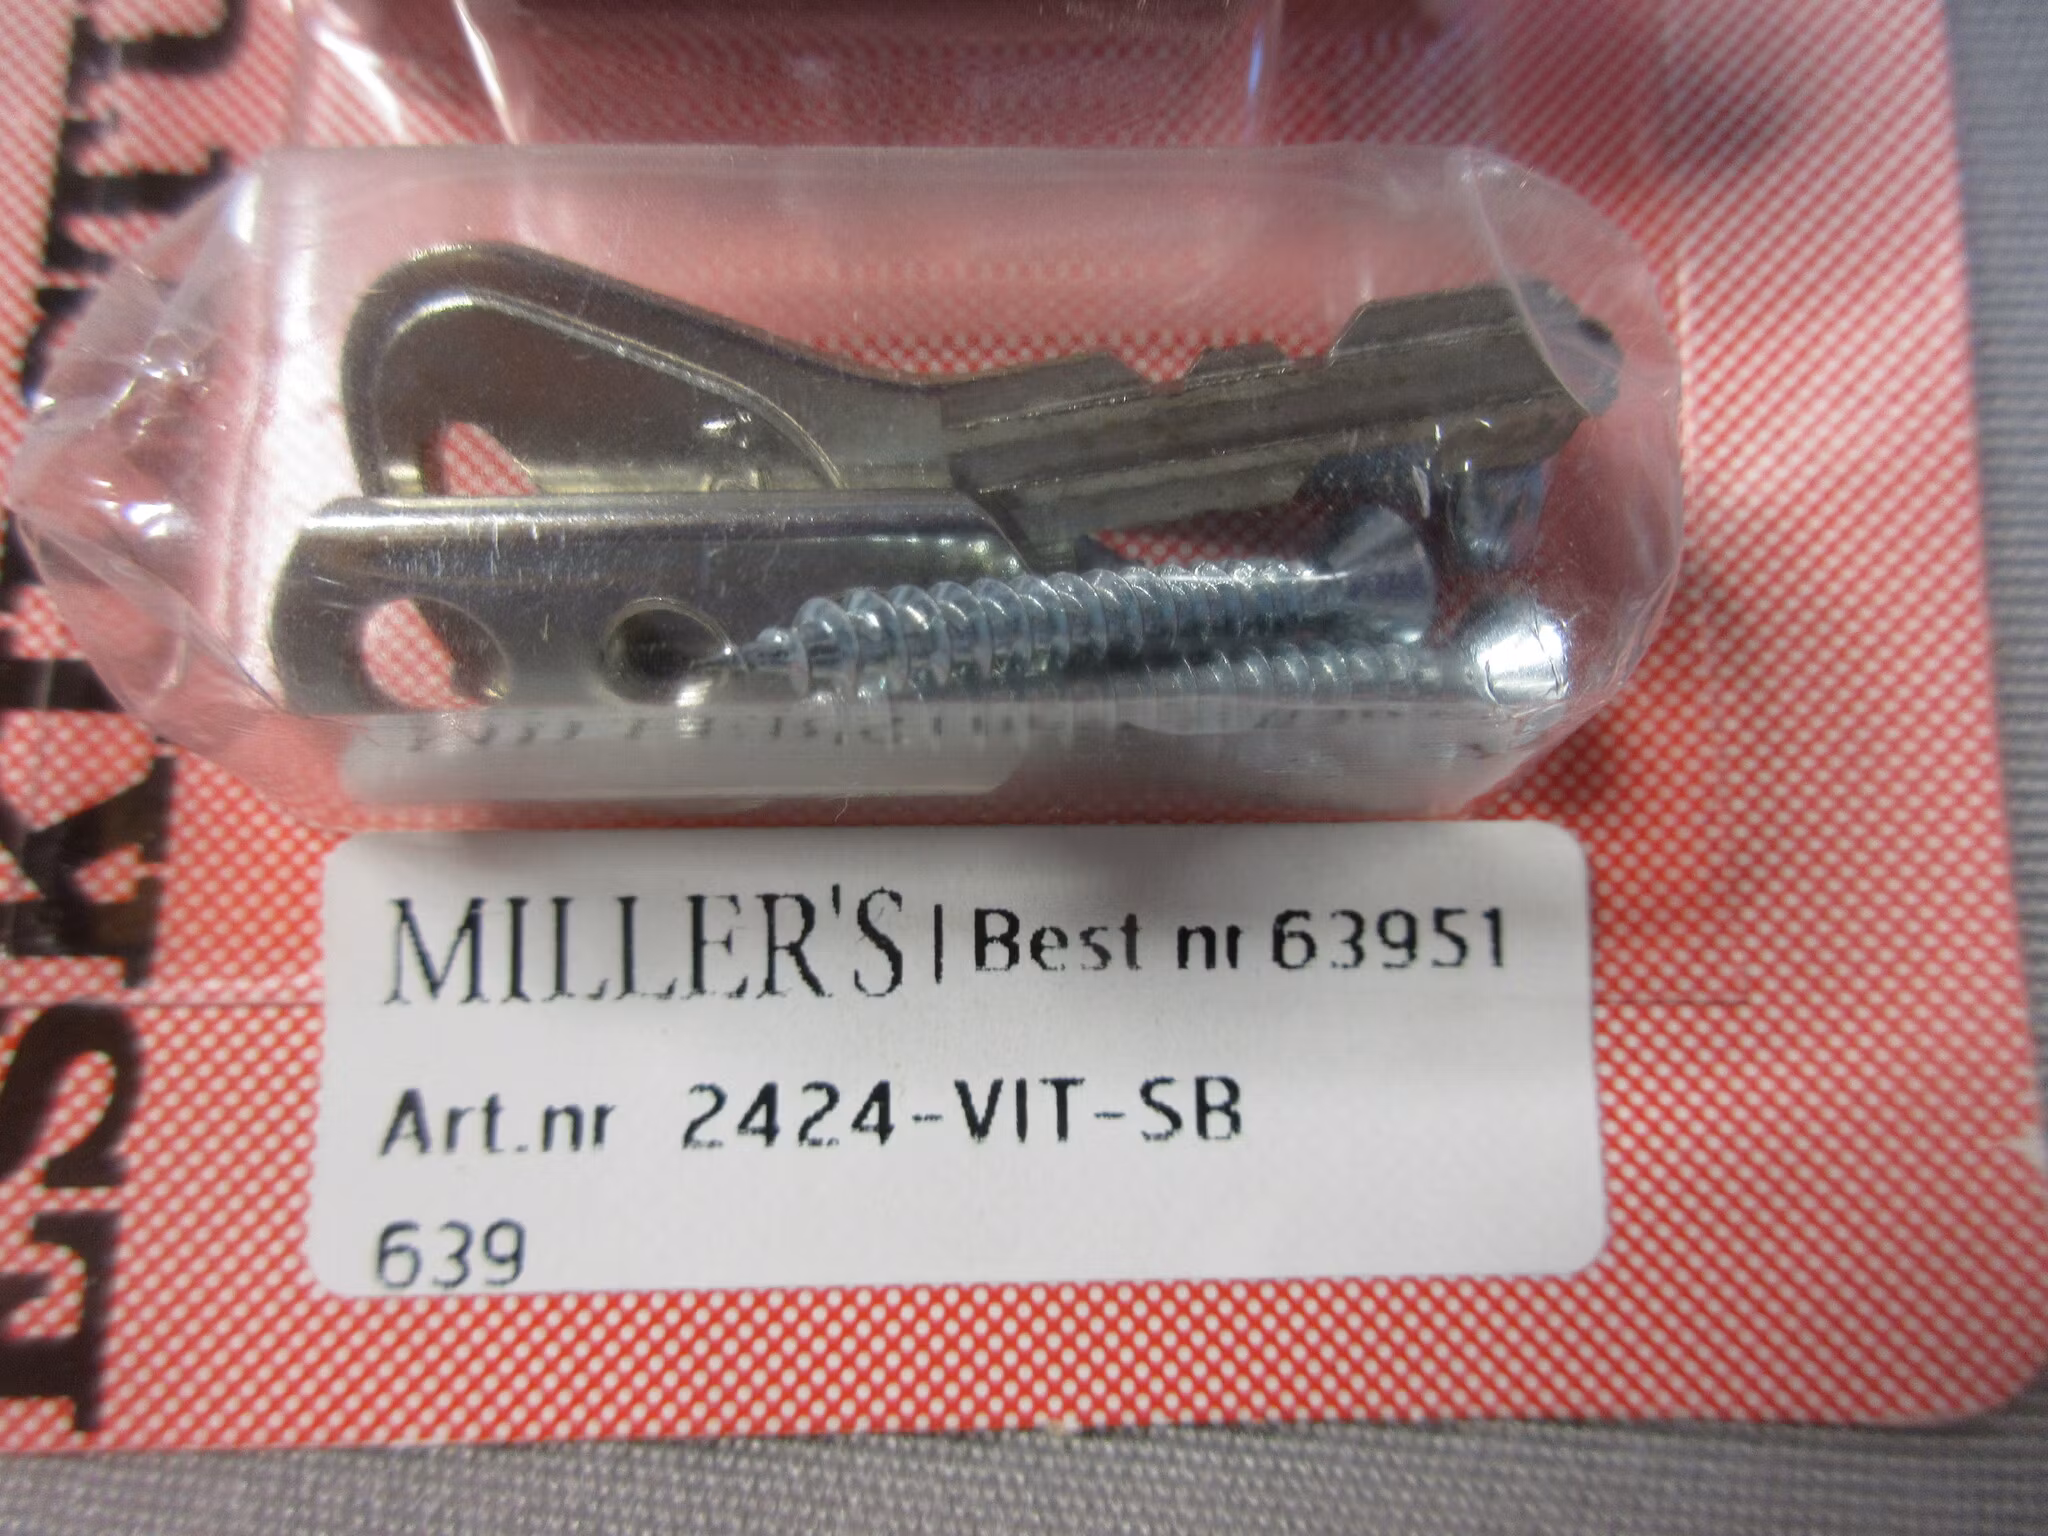 MILLER'S | Best nr 63951
Art.nr 2424-VIT-SB
639